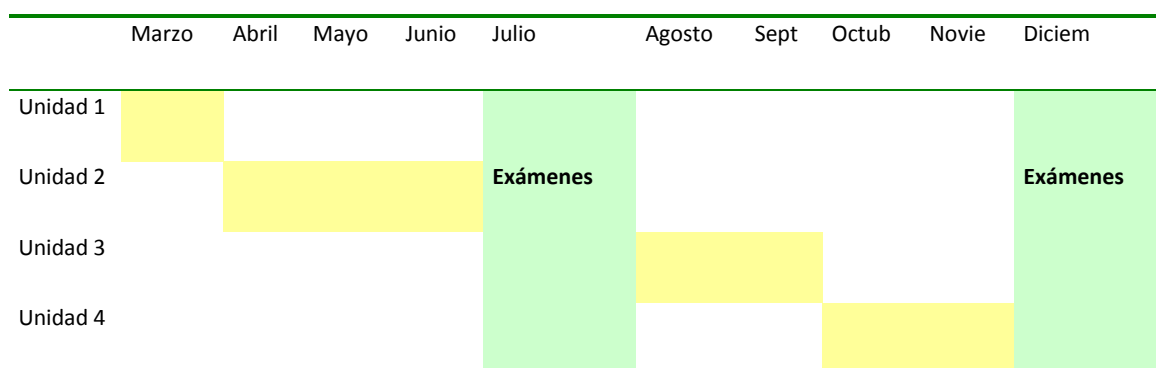 Marzo Abril Mayo Junio Julio Agosto Sept Octub Novie Diciem
Unidad 1
Unidad 2 Exámenes Exámenes
Unidad 3
Unidad 4